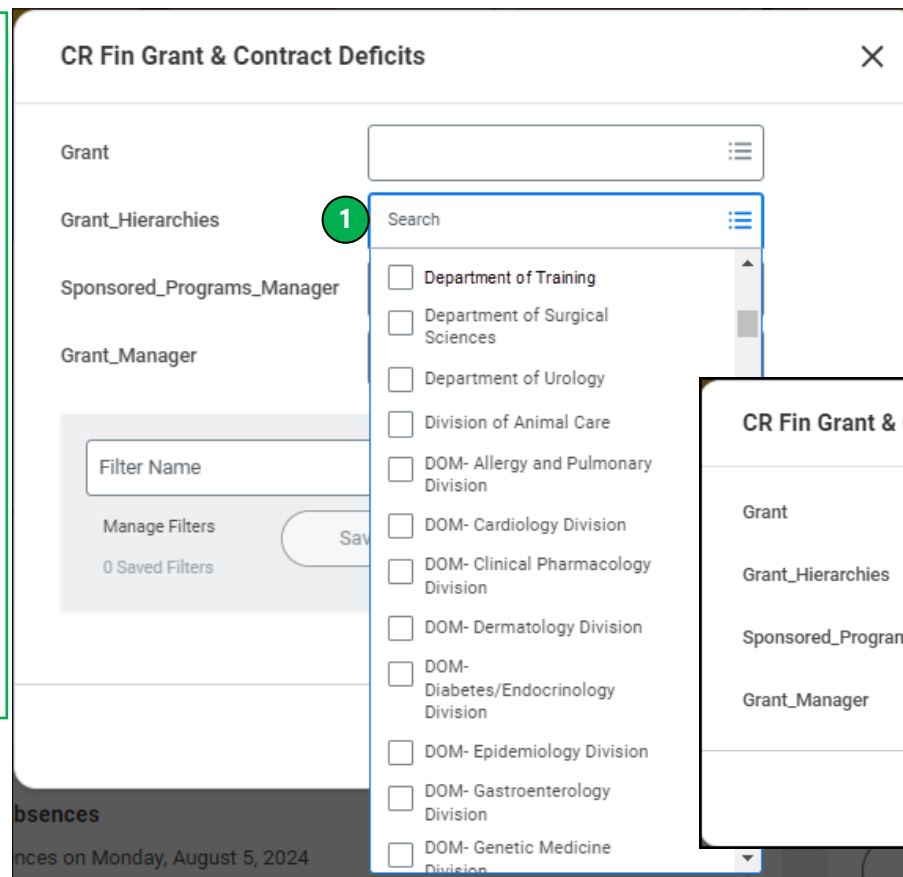 CR Fin Grant & Contract Deficits
Grant
Grant_Hierarchies
1
Search
Sponsored_Programs_Manager
Grant_Manager
Department of Training
Department of Surgical
Sciences
Department of Urology
Division of Animal Care
DOM- Allergy and Pulmonary
Division
DOM- Cardiology Division
DOM- Clinical Pharmacology
Division
DOM- Dermatology Division
DOM-
Diabetes/Endocrinology
Division
DOM- Epidemiology Division
DOM- Gastroenterology
Division
DOM- Genetic Medicine
Division
Filter Name
Manage Filters
Sav
0 Saved Filters
CR Fin Grant &
Grant
Grant_Hierarchies
Sponsored_Program
Grant_Manager
bsences
nces on Monday, August 5, 2024